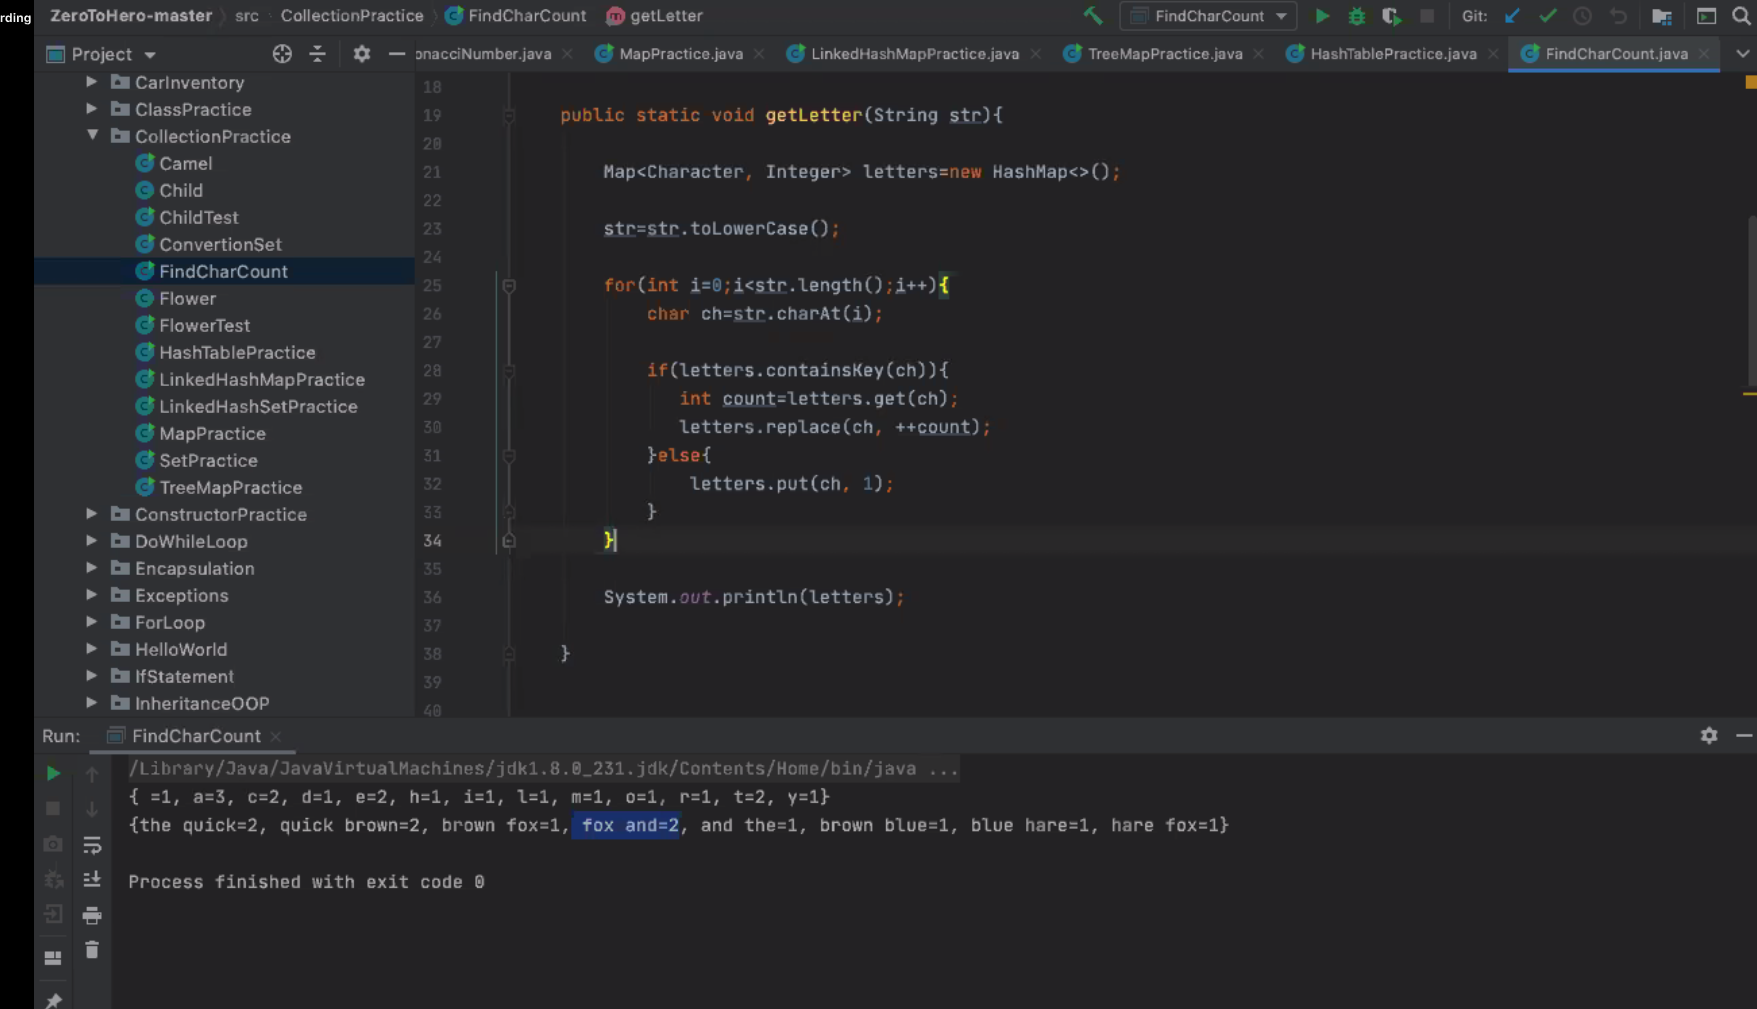 rding
ZeroToHero-master src CollectionPractice FindCharCount getLetter FindCharCount Git:
Project onacciNumber.java MapPractice.java LinkedHashMapPractice.java TreeMapPractice.java HashTablePractice.java FindCharCount.java
CarInventory
ClassPractice
CollectionPractice
Camel
Child
ChildTest
ConvertionSet
FindCharCount
Flower
FlowerTest
HashTablePractice
LinkedHashMapPractice
LinkedHashSetPractice
MapPractice
SetPractice
TreeMapPractice
ConstructorPractice
DoWhileLoop
Encapsulation
Exceptions
ForLoop
HelloWorld
IfStatement
InheritanceOOP
18
19 public static void getLetter(String str){
20
21 Map<Character, Integer> letters=new HashMap<>();
22
23 str=str.toLowerCase();
24
25 for(int i=0;i<str.length();i++){
26 char ch=str.charAt(i);
27
28 if(letters.containsKey(ch)){
29 int count=letters.get(ch);
30 letters.replace(ch, ++count);
31 }else{
32 letters.put(ch, 1);
33 }
34 }
35
36 System.out.println(letters);
37
38 }
39
40
Run: FindCharCount
/Library/Java/JavaVirtualMachines/jdk1.8.0_231.jdk/Contents/Home/bin/java ...
{ =1, a=3, c=2, d=1, e=2, h=1, i=1, l=1, m=1, o=1, r=1, t=2, y=1}
{the quick=2, quick brown=2, brown fox=1, fox and=2, and the=1, brown blue=1, blue hare=1, hare fox=1}
Process finished with exit code 0